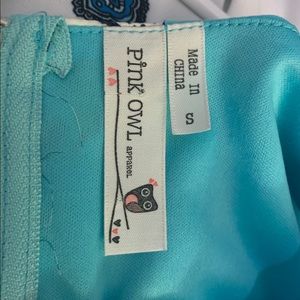 Pink OWL
apparel
Made In
CHINA
S